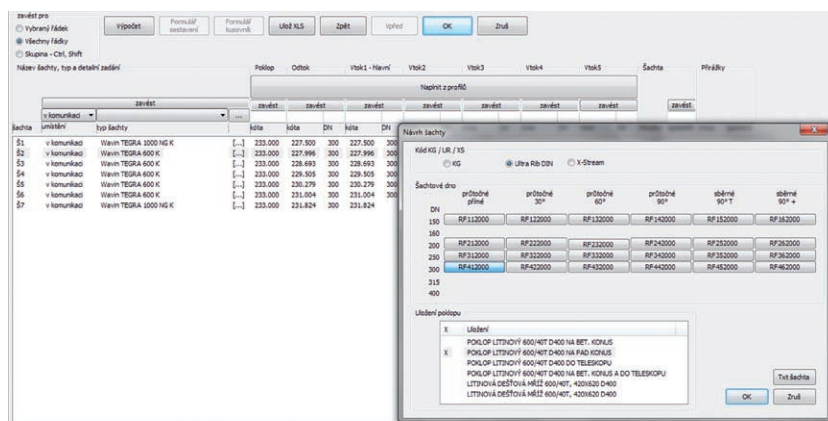 zavést pro
Vybraný řádek
Všechny řádky
Skupina - Ctrl, Shift
Výpočet
Formulář sestavení
Formulář kusovník
Ulož XLS
Zpět
Vpřed
OK
Zruš
Název šachty, typ a detailní zadání
Poklop Odtok Vtok1 - hlavní Vtok2 Vtok3 Vtok4 Vtok5 Šachta Přirážky
Naplnit z profilů
zavést zavést zavést zavést zavést zavést zavést zavést zavést
v komunikaci ...
šachta umístění typ šachty kóta kóta DN kóta DN
Š1 v komunikaci Wavin TEGRA 1000 NG K [...] 233.000 227.500 300 227.500 300
Š2 v komunikaci Wavin TEGRA 600 K [...] 233.000 227.996 300 227.996 300
Š3 v komunikaci Wavin TEGRA 600 K [...] 233.000 228.693 300 228.693 300
Š4 v komunikaci Wavin TEGRA 600 K [...] 233.000 229.505 300 229.505 300
Š5 v komunikaci Wavin TEGRA 600 K [...] 233.000 230.279 300 230.279 300
Š6 v komunikaci Wavin TEGRA 600 K [...] 233.000 231.004 300 231.004 300
Š7 v komunikaci Wavin TEGRA 1000 NG K [...] 233.000 231.824 300 231.824
Návrh šachty
Kód KG / UR / XS
KG Ultra Rib DIN X-Stream
Šachtové dno
průtočné přímé průtočné 30° průtočné 60° průtočné 90° sběrné 90° T sběrné 90° +
DN
150 RF112000 RF122000 RF132000 RF142000 RF152000 RF162000
160
200 RF212000 RF222000 RF232000 RF242000 RF252000 RF262000
250 RF312000 RF322000 RF332000 RF342000 RF352000 RF362000
300 RF412000 RF422000 RF432000 RF442000 RF452000 RF462000
315
400
Uložení poklopu
X Uložení
POKLOP LITINOVÝ 600/40T D400 NA BET. KONUS
X POKLOP LITINOVÝ 600/40T D400 NA PAD KONUS
POKLOP LITINOVÝ 600/40T D400 DO TELESKOPU
POKLOP LITINOVÝ 600/40T D400 NA BET. KONUS A DO TELESKOPU
LITINOVÁ DEŠŤOVÁ MŘÍŽ 600/40T, 420X620 D400
LITINOVÁ DEŠŤOVÁ MŘÍŽ 600/40T, 420X620 D400
Txt šachta
OK Zruš